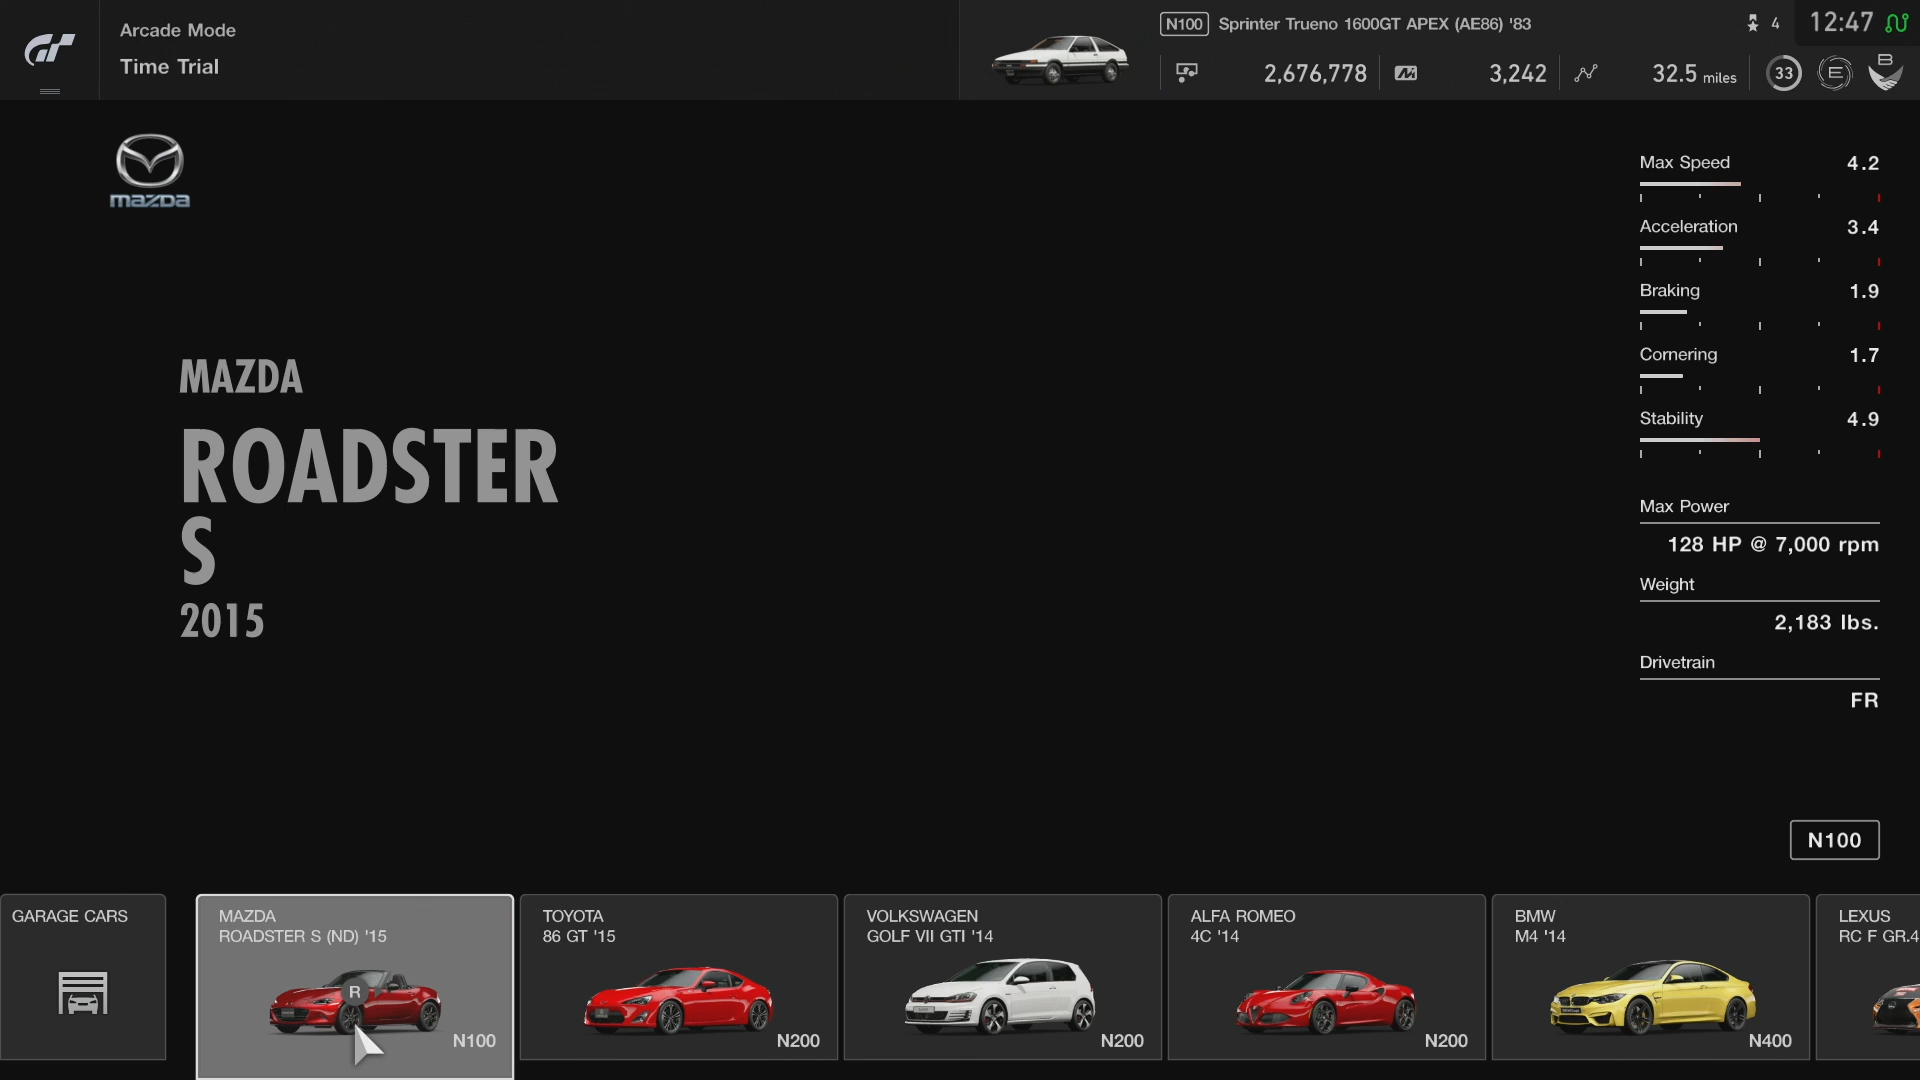 Arcade Mode
Time Trial
N100 Sprinter Trueno 1600GT APEX (AE86) '83
4
12:47
2,676,778
3,242
32.5 miles
33
E
B
mazda
MAZDA
ROADSTER
S
2015
Max Speed 4.2
Acceleration 3.4
Braking 1.9
Cornering 1.7
Stability 4.9
Max Power
128 HP @ 7,000 rpm
Weight
2,183 lbs.
Drivetrain
FR
N100
GARAGE CARS
MAZDA
ROADSTER S (ND) '15
R
N100
TOYOTA
86 GT '15
N200
VOLKSWAGEN
GOLF VII GTI '14
N200
ALFA ROMEO
4C '14
N200
BMW
M4 '14
N400
LEXUS
RC F GR.4